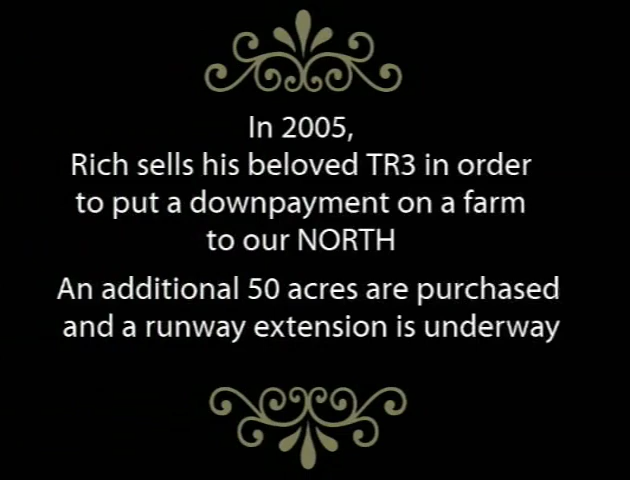 In 2005,
Rich sells his beloved TR3 in order
to put a downpayment on a farm
to our NORTH
An additional 50 acres are purchased
and a runway extension is underway